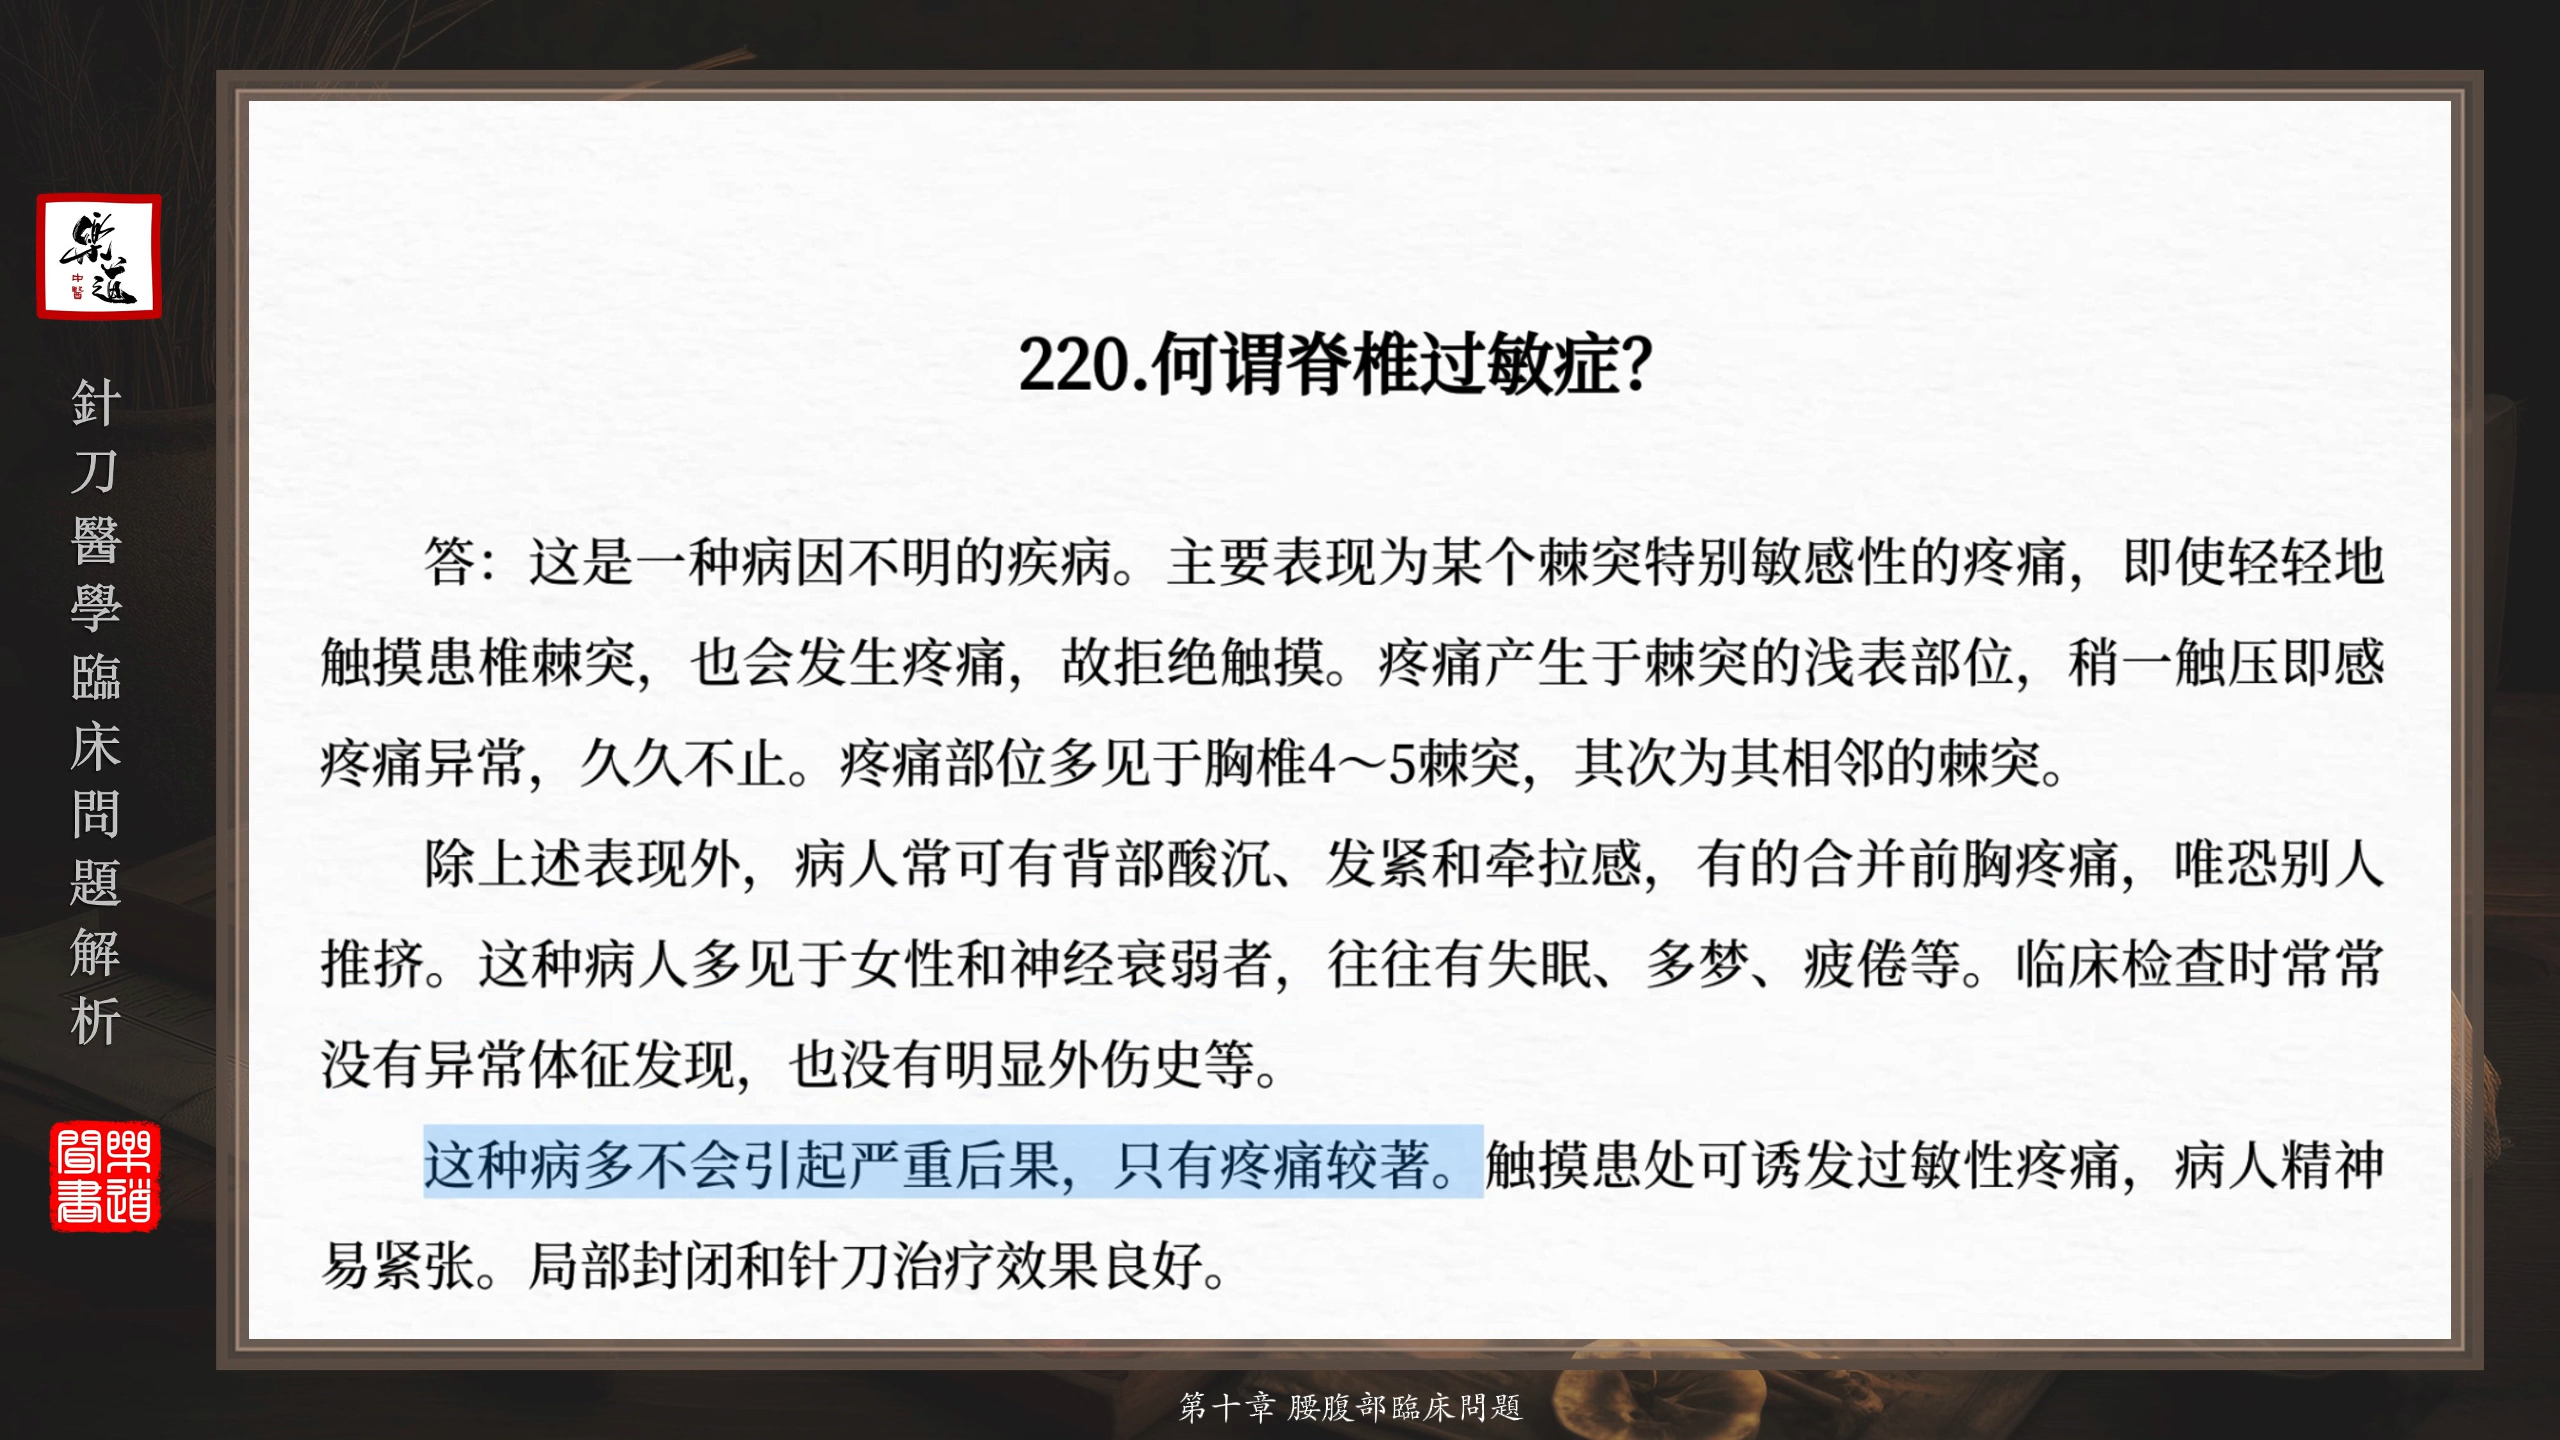 樂道
中醫
針刀醫學臨床問題解析
樂道
閒書
220.何谓脊椎过敏症？
答：这是一种病因不明的疾病。主要表现为某个棘突特别敏感性的疼痛，即使轻轻地
触摸患椎棘突，也会发生疼痛，故拒绝触摸。疼痛产生于棘突的浅表部位，稍一触压即感
疼痛异常，久久不止。疼痛部位多见于胸椎4～5棘突，其次为其相邻的棘突。
除上述表现外，病人常可有背部酸沉、发紧和牵拉感，有的合并前胸疼痛，唯恐别人
推挤。这种病人多见于女性和神经衰弱者，往往有失眠、多梦、疲倦等。临床检查时常常
没有异常体征发现，也没有明显外伤史等。
这种病多不会引起严重后果，只有疼痛较著。触摸患处可诱发过敏性疼痛，病人精神
易紧张。局部封闭和针刀治疗效果良好。
第十章 腰腹部臨床問題